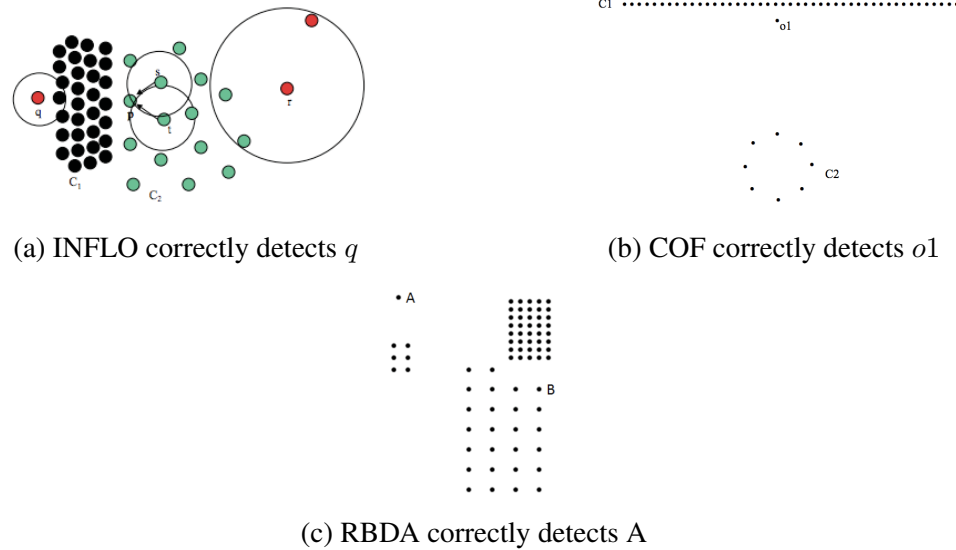 C1
o1
s
q
p
t
r
C1
C2
C2
(a) INFLO correctly detects q
(b) COF correctly detects o1
A
B
(c) RBDA correctly detects A